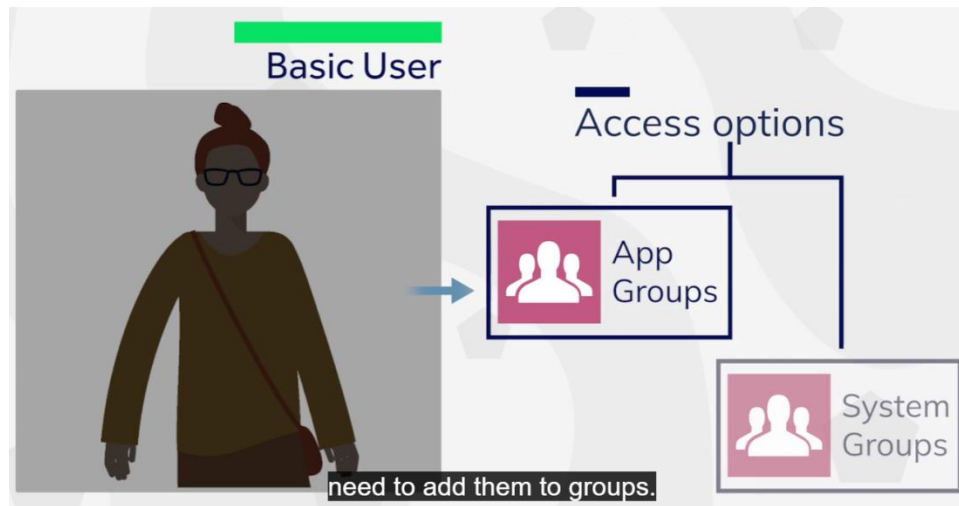 Basic User
Access options
App
Groups
System
Groups
need to add them to groups.